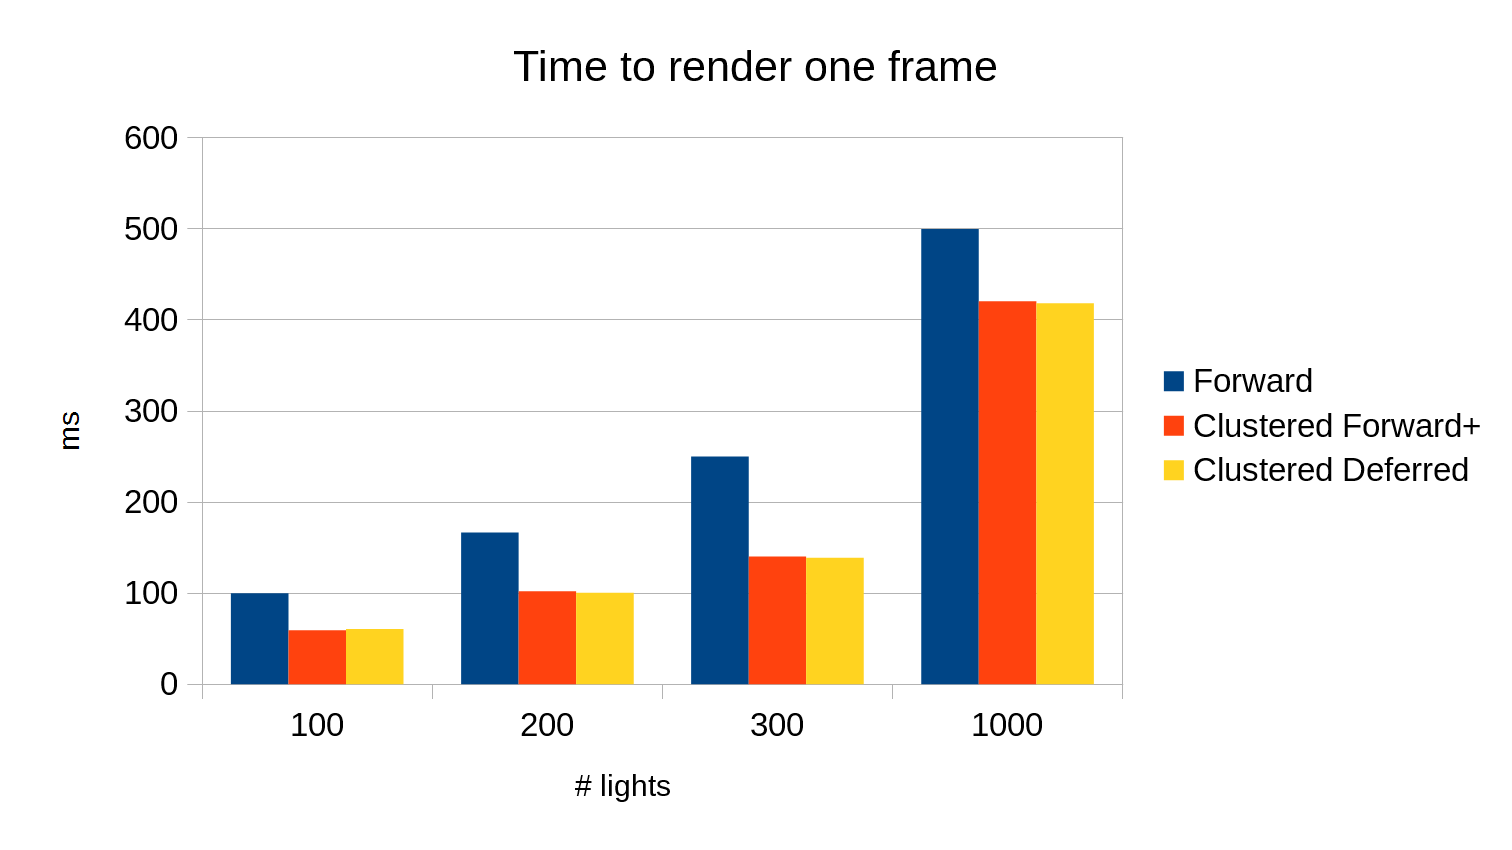 Time to render one frame
600
500
400
300
200
100
0
ms
100 200 300 1000
# lights
Forward
Clustered Forward+
Clustered Deferred